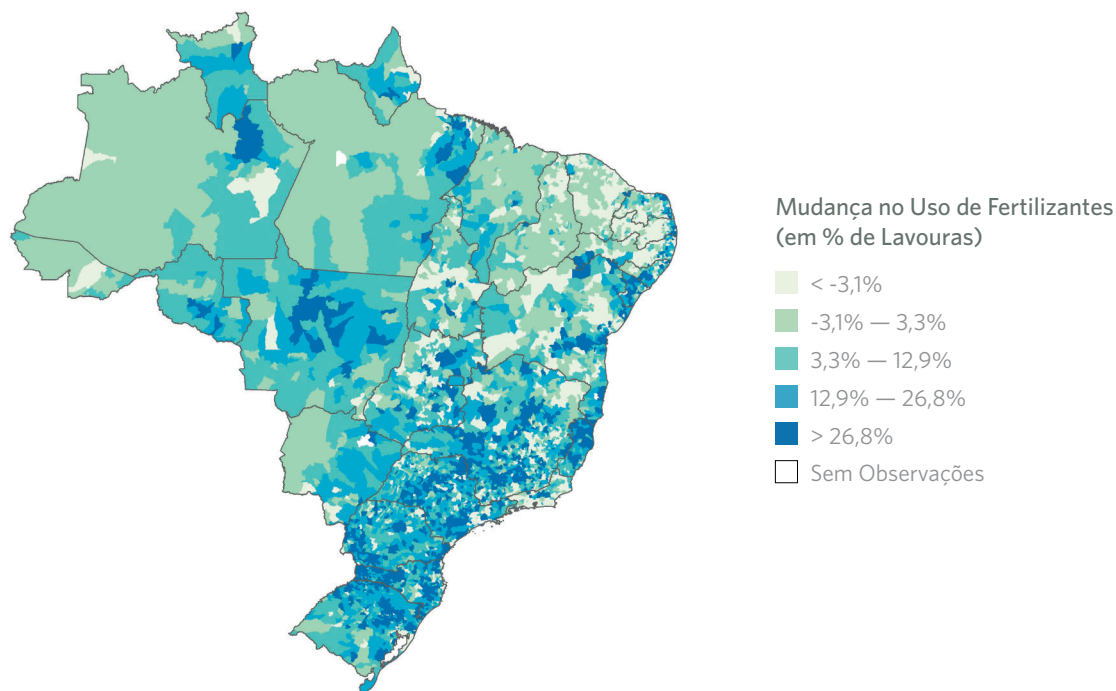 Mudança no Uso de Fertilizantes
(em % de Lavouras)
< -3,1%
-3,1% — 3,3%
3,3% — 12,9%
12,9% — 26,8%
> 26,8%
Sem Observações